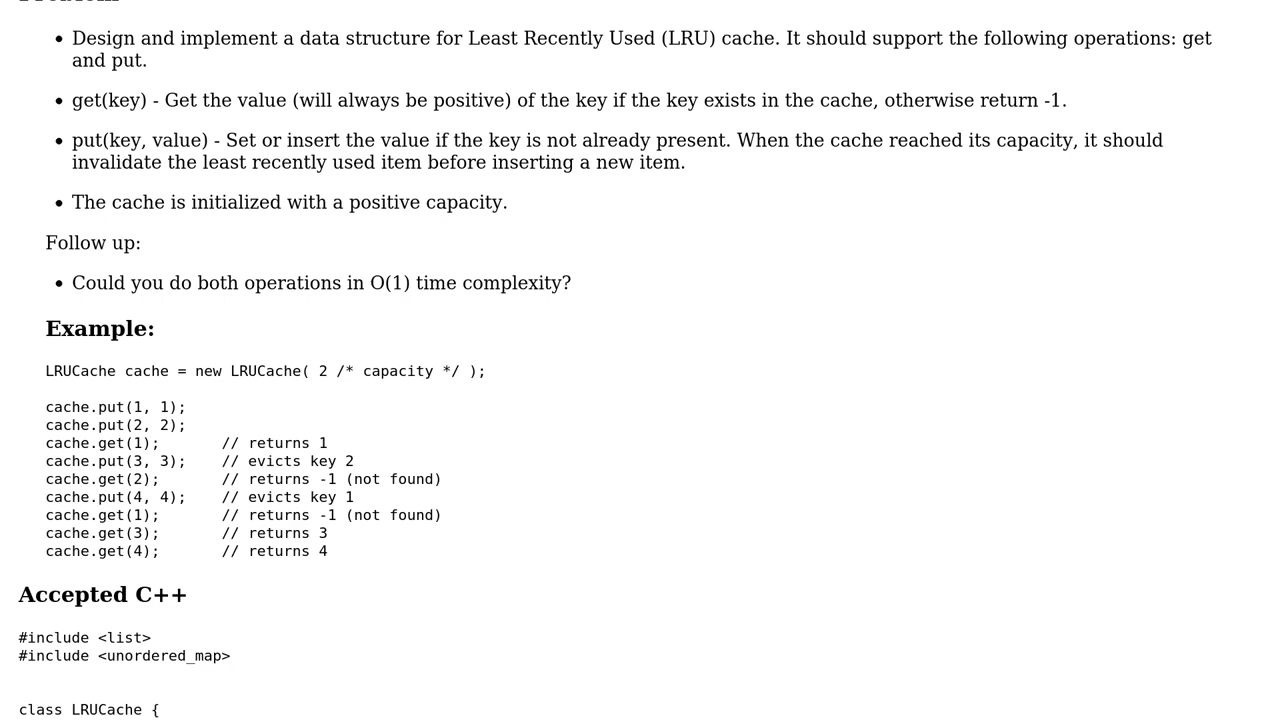 • Design and implement a data structure for Least Recently Used (LRU) cache. It should support the following operations: get
and put.
• get(key) - Get the value (will always be positive) of the key if the key exists in the cache, otherwise return -1.
• put(key, value) - Set or insert the value if the key is not already present. When the cache reached its capacity, it should
invalidate the least recently used item before inserting a new item.
• The cache is initialized with a positive capacity.
Follow up:
• Could you do both operations in O(1) time complexity?
Example:
LRUCache cache = new LRUCache( 2 /* capacity */ );
cache.put(1, 1);
cache.put(2, 2);
cache.get(1);       // returns 1
cache.put(3, 3);    // evicts key 2
cache.get(2);       // returns -1 (not found)
cache.put(4, 4);    // evicts key 1
cache.get(1);       // returns -1 (not found)
cache.get(3);       // returns 3
cache.get(4);       // returns 4
Accepted C++
#include <list>
#include <unordered_map>
class LRUCache {